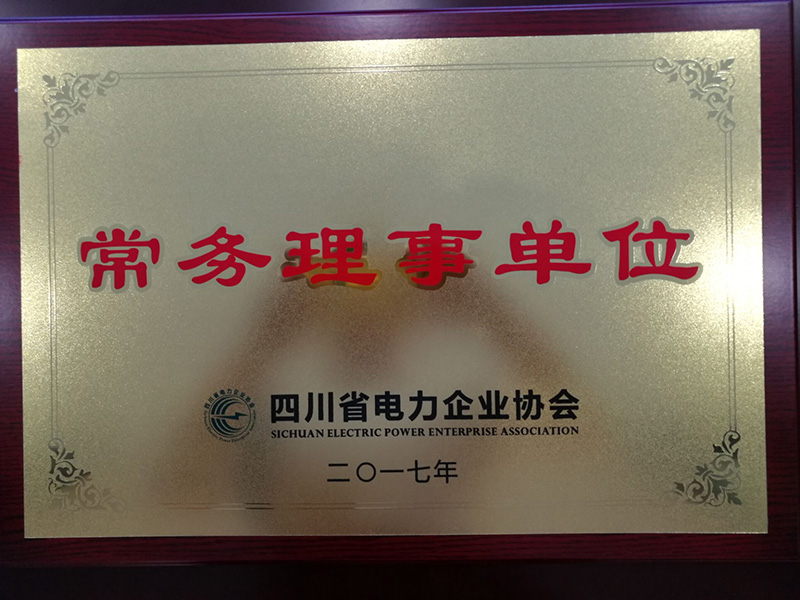 常务理事单位
四川省电力企业协会
SICHUAN ELECTRIC POWER ENTERPRISE ASSOCIATION
二〇一七年